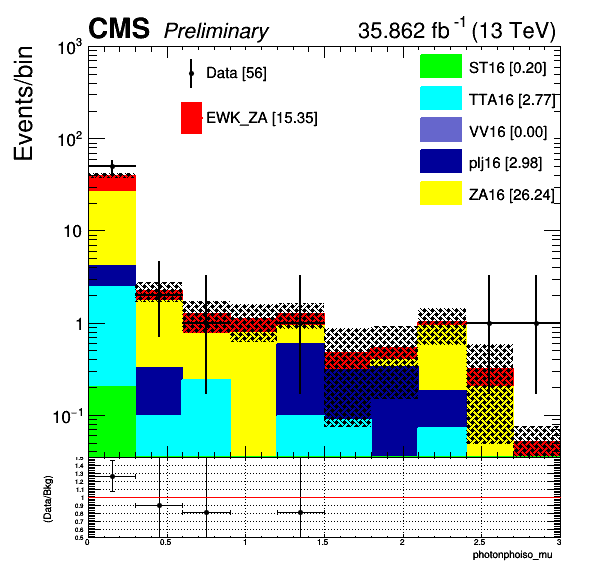 CMS Preliminary 35.862 fb⁻¹ (13 TeV)
Events/bin
10³
10²
10
1
10⁻¹
Data [56]
EWK_ZA [15.35]
ST16 [0.20]
TTA16 [2.77]
VV16 [0.00]
plj16 [2.98]
ZA16 [26.24]
(Data/Bkg)
1.5
1.4
1.3
1.2
1.1
1
0.9
0.8
0.7
0.6
0.5
0 0.5 1 1.5 2 2.5 3
photonphoiso_mu